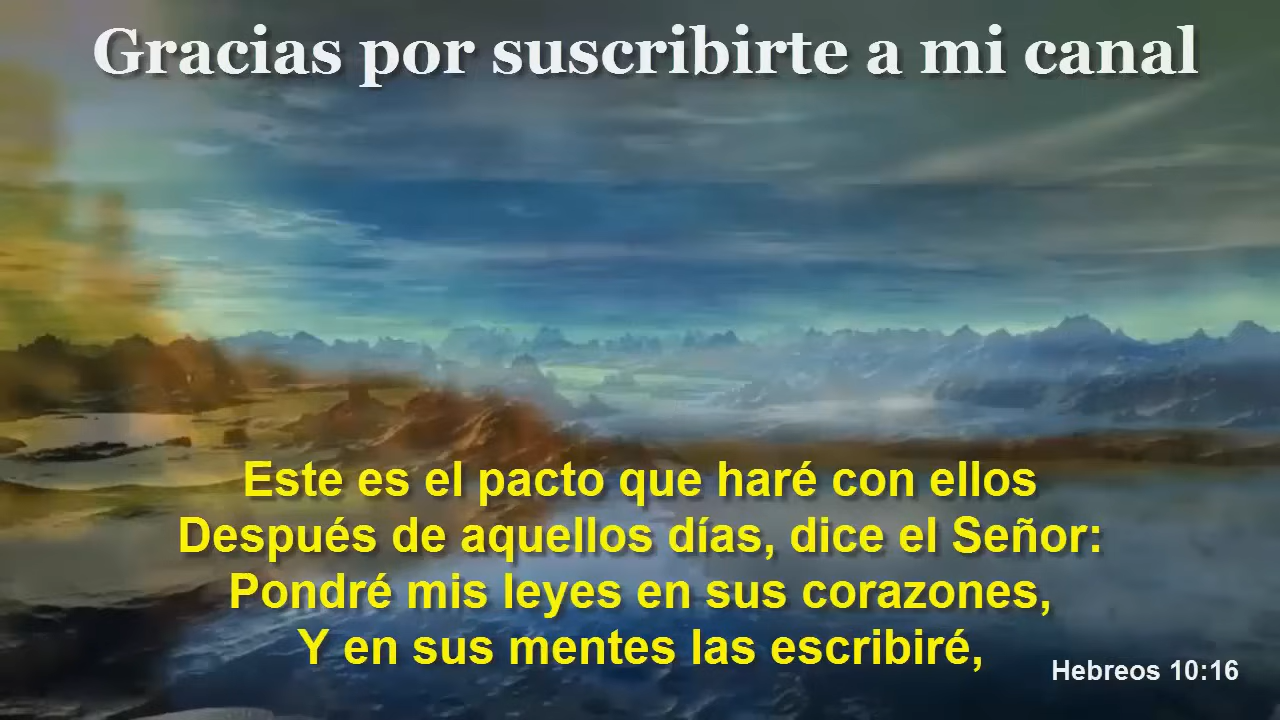 Gracias por suscribirte a mi canal
Este es el pacto que haré con ellos
Después de aquellos días, dice el Señor:
Pondré mis leyes en sus corazones,
Y en sus mentes las escribiré,
Hebreos 10:16